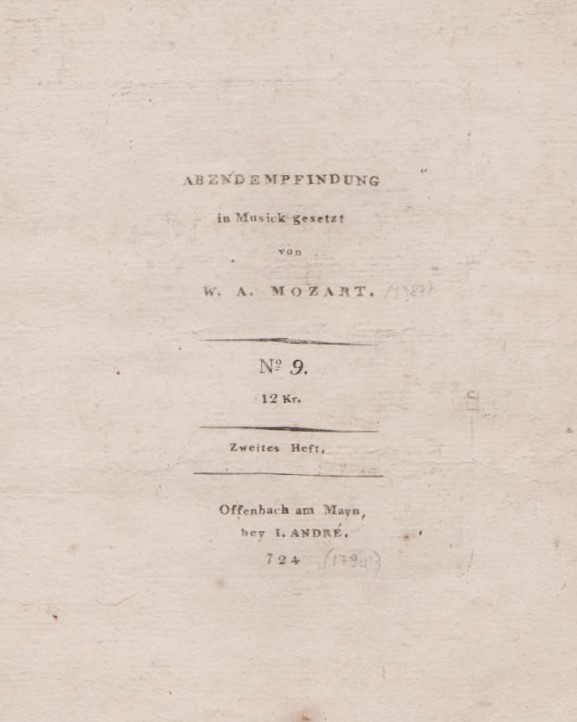 ABENDEMPFINDUNG
in Musick gesetzt
von
W. A. MOZART.
Nº 9.
12 Kr.
Zweites Heft.
Offenbach am Mayn,
bey I. ANDRÉ.
724